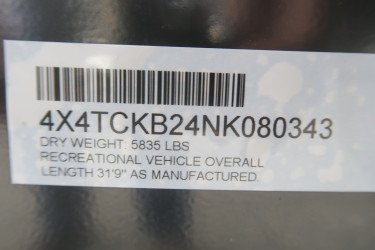 4X4TCKB24NK080343
DRY WEIGHT: 5835 LBS
RECREATIONAL VEHICLE OVERALL
LENGTH 31'9" AS MANUFACTURED.